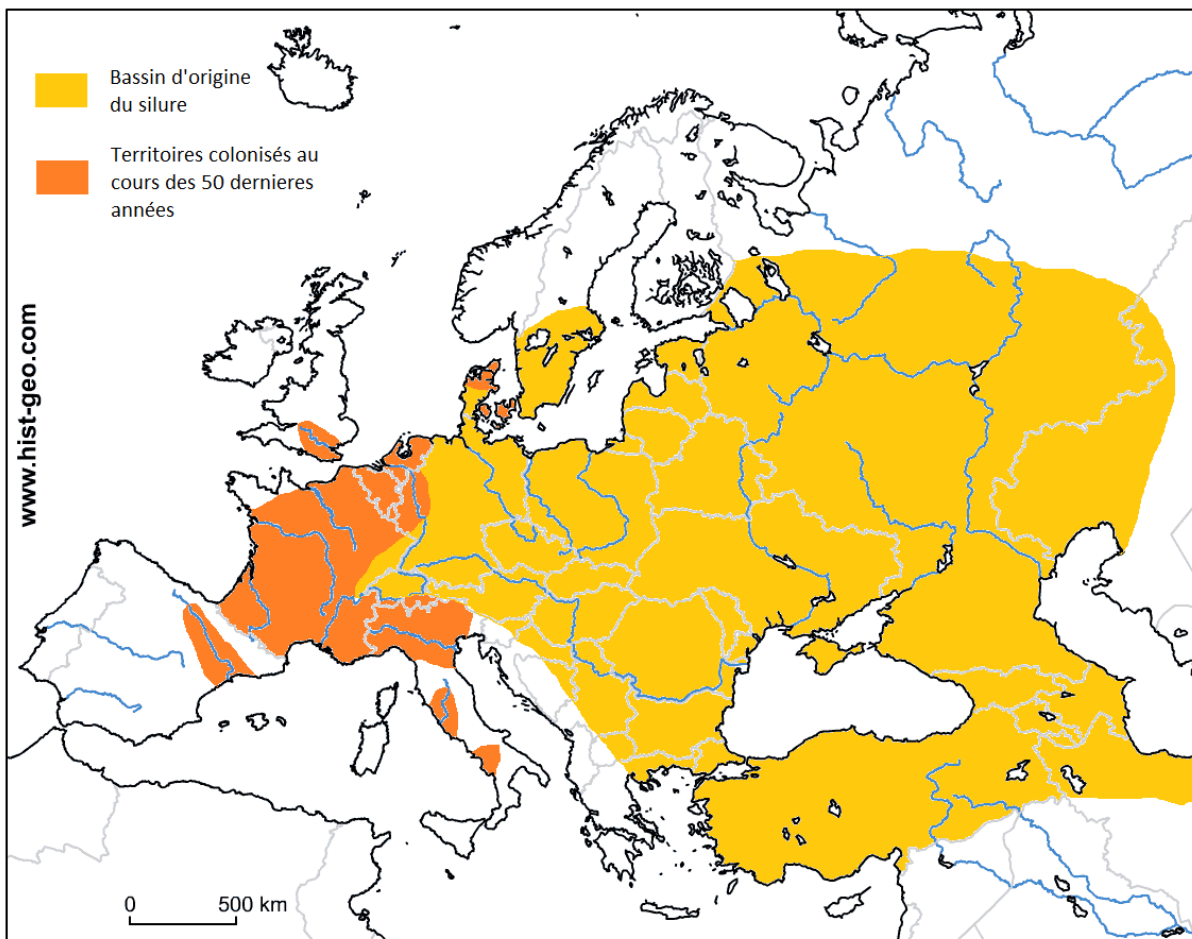 Bassin d'origine
du silure
Territoires colonisés au
cours des 50 dernieres
années
www.hist-geo.com
0 500 km